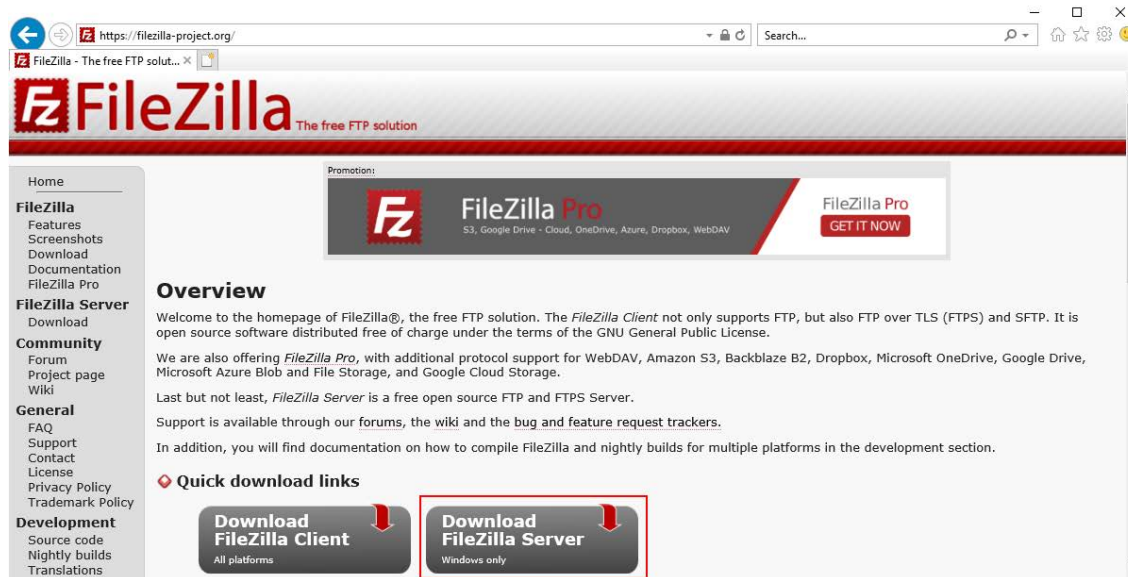 https://filezilla-project.org/
Search...
FileZilla - The free FTP solut...
FileZilla The free FTP solution
Home
FileZilla
Features
Screenshots
Download
Documentation
FileZilla Pro
FileZilla Server
Download
Community
Forum
Project page
Wiki
General
FAQ
Support
Contact
License
Privacy Policy
Trademark Policy
Development
Source code
Nightly builds
Translations
Promotion:
Fz
FileZilla Pro
S3, Google Drive - Cloud, OneDrive, Azure, Dropbox, WebDAV
FileZilla Pro
GET IT NOW
Overview
Welcome to the homepage of FileZilla®, the free FTP solution. The FileZilla Client not only supports FTP, but also FTP over TLS (FTPS) and SFTP. It is
open source software distributed free of charge under the terms of the GNU General Public License.
We are also offering FileZilla Pro, with additional protocol support for WebDAV, Amazon S3, Backblaze B2, Dropbox, Microsoft OneDrive, Google Drive,
Microsoft Azure Blob and File Storage, and Google Cloud Storage.
Last but not least, FileZilla Server is a free open source FTP and FTPS Server.
Support is available through our forums, the wiki and the bug and feature request trackers.
In addition, you will find documentation on how to compile FileZilla and nightly builds for multiple platforms in the development section.
Quick download links
Download
FileZilla Client
All platforms
Download
FileZilla Server
Windows only